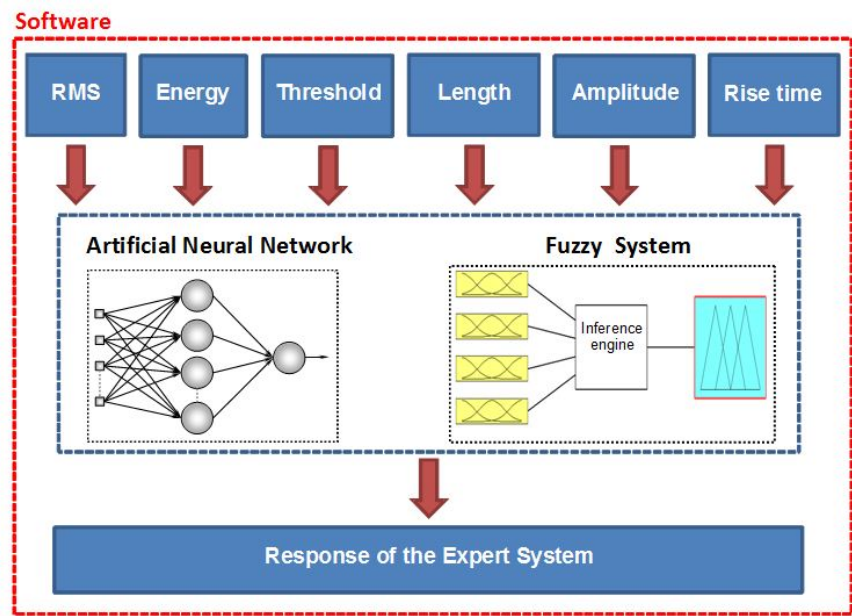 Software
RMS
Energy
Threshold
Length
Amplitude
Rise time
Artificial Neural Network
Fuzzy System
Inference
engine
Response of the Expert System